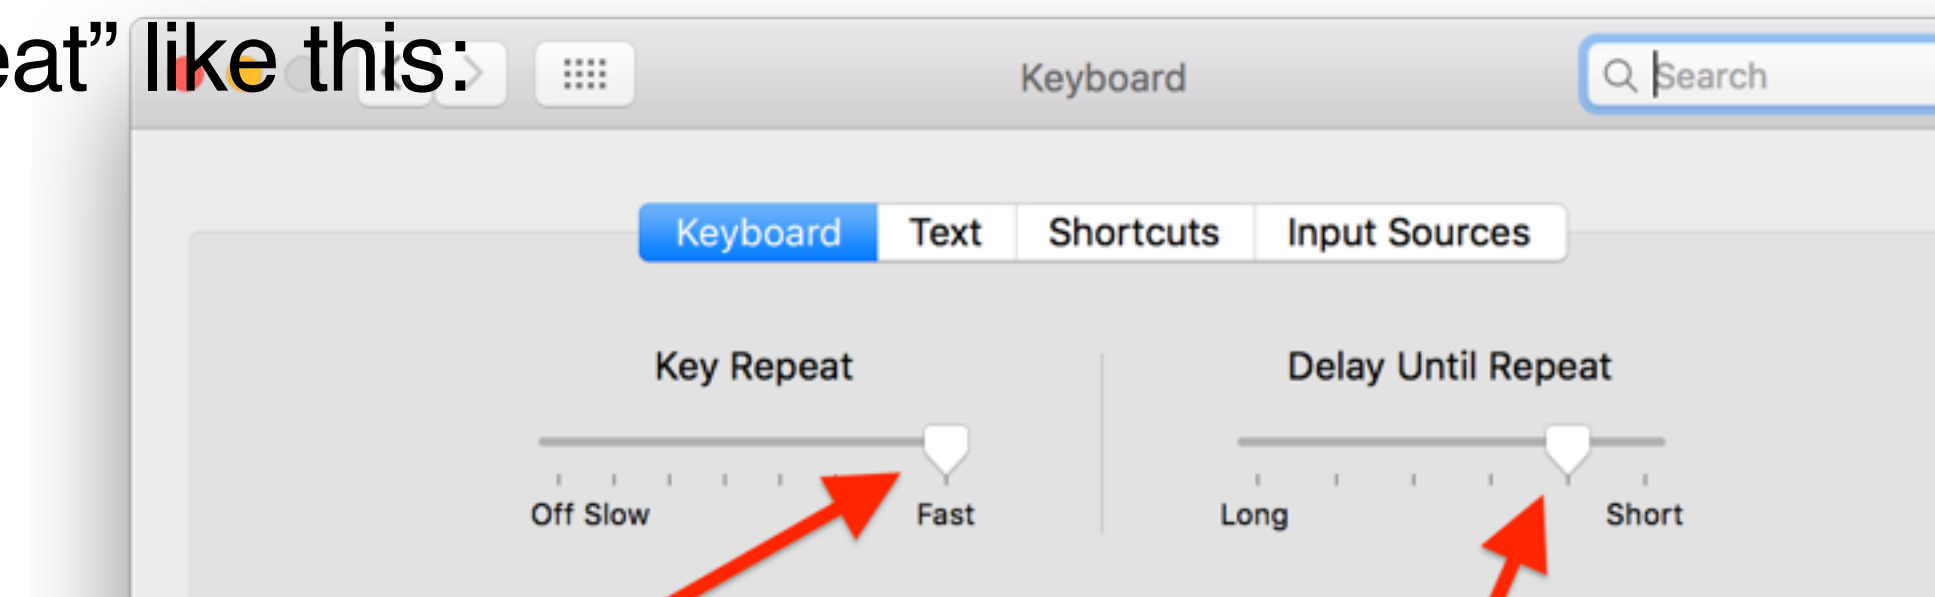 eat” like this:
Keyboard
Search
Keyboard Text Shortcuts Input Sources
Key Repeat
Delay Until Repeat
Off Slow Fast
Long Short